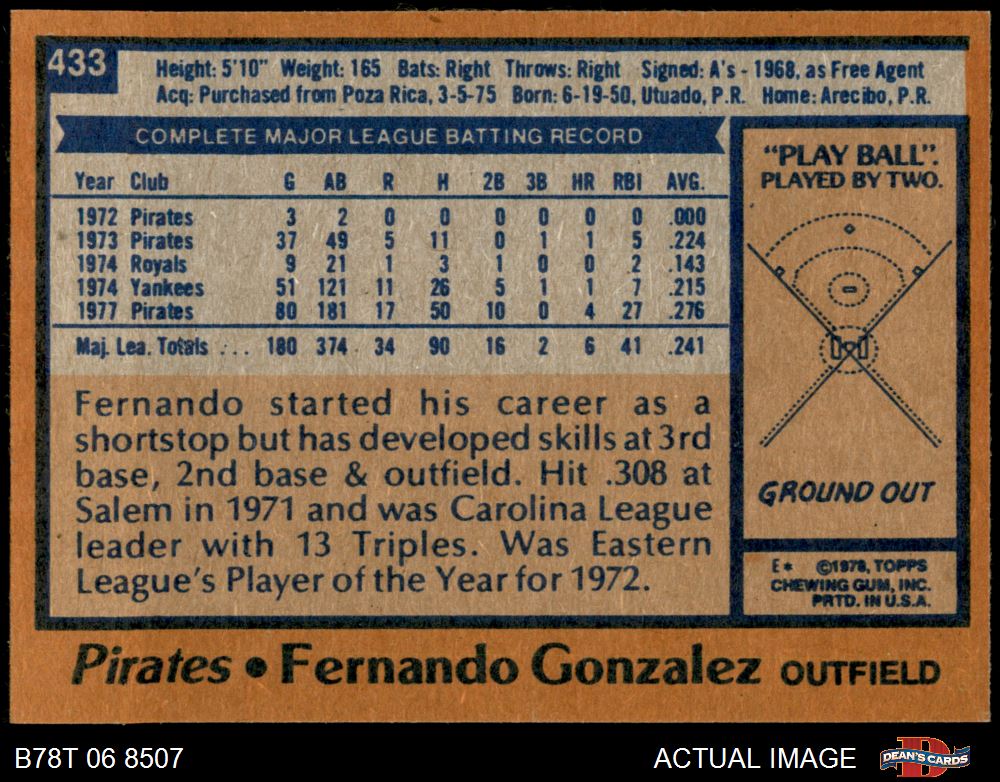 433
Height: 5'10" Weight: 165 Bats: Right Throws: Right Signed: A's - 1968, as Free Agent
Acq: Purchased from Poza Rica, 3-5-75 Born: 6-19-50, Utuado, P.R. Home: Arecibo, P.R.
COMPLETE MAJOR LEAGUE BATTING RECORD
Year Club G AB R H 2B 3B HR RBI AVG.
1972 Pirates 3 2 0 0 0 0 0 0 .000
1973 Pirates 37 49 5 11 0 1 1 5 .224
1974 Royals 9 21 1 3 1 0 0 2 .143
1974 Yankees 51 121 11 26 5 1 1 7 .215
1977 Pirates 80 181 17 50 10 0 4 27 .276
Maj. Lea. Totals ... 180 374 34 90 16 2 6 41 .241
Fernando started his career as a
shortstop but has developed skills at 3rd
base, 2nd base & outfield. Hit .308 at
Salem in 1971 and was Carolina League
leader with 13 Triples. Was Eastern
League's Player of the Year for 1972.
"PLAY BALL".
PLAYED BY TWO.
GROUND OUT
E* ©1978, TOPPS
CHEWING GUM, INC.
PRTD. IN U.S.A.
Pirates • Fernando Gonzalez OUTFIELD
B78T 06 8507
ACTUAL IMAGE
DEAN'S CARDS